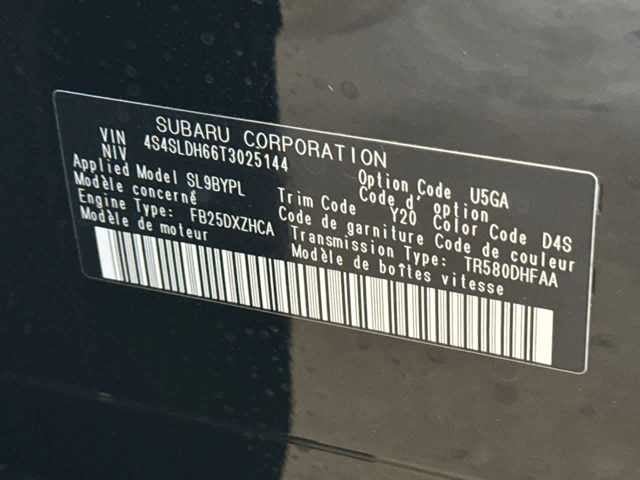 SUBARU CORPORATION
VIN
NIV 4S4SLDH66T3025144
Applied Model SL9BYPL Option Code U5GA
Modèle concerné Code d' option
Trim Code Y20 Color Code D4S
Engine Type: FB25DXZHCA Code de garniture Code de couleur
Modèle de moteur Transmission Type: TR580DHFAA
Modèle de boîtes vitesse